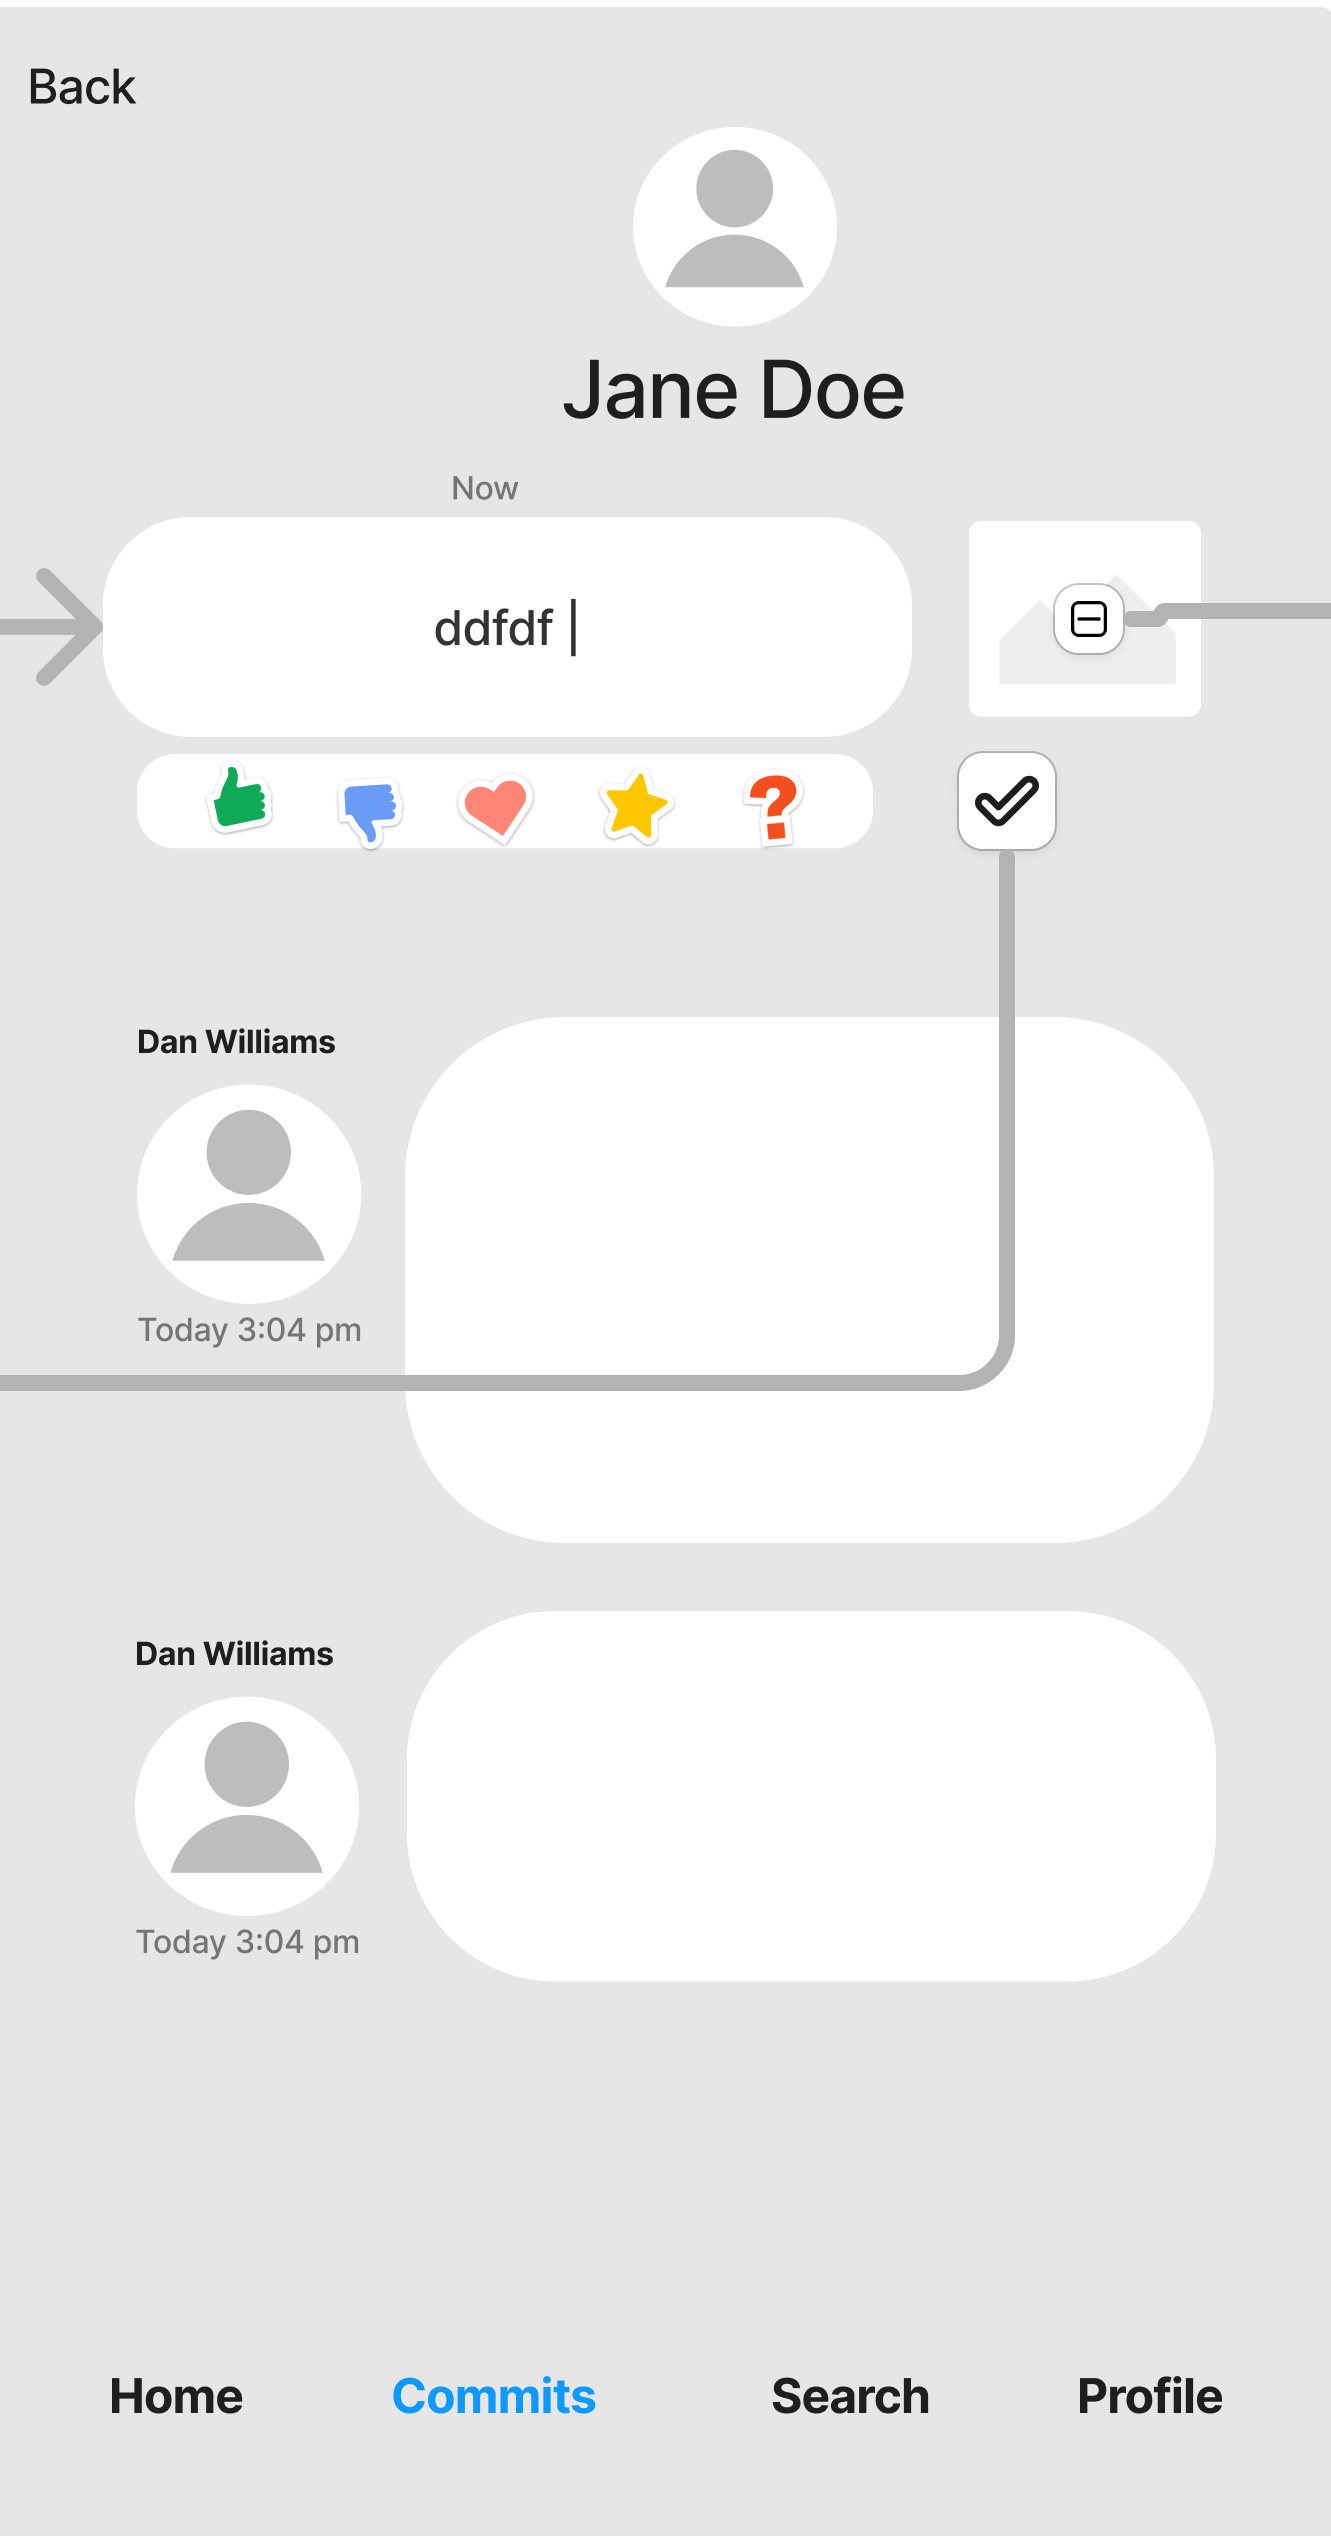 Back
Jane Doe
Now
ddfdf |
Dan Williams
Today 3:04 pm
Dan Williams
Today 3:04 pm
Home Commits Search Profile